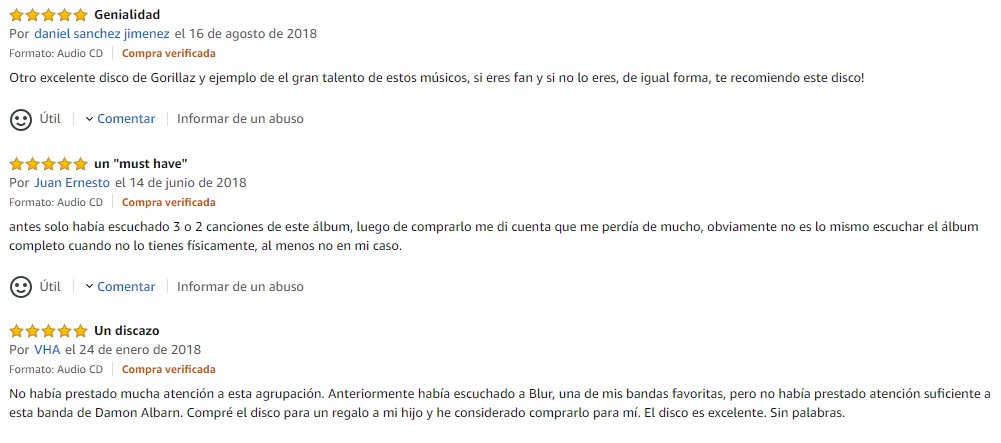 Genialidad
Por daniel sanchez jimenez el 16 de agosto de 2018
Formato: Audio CD | Compra verificada
Otro excelente disco de Gorillaz y ejemplo de el gran talento de estos músicos, si eres fan y si no lo eres, de igual forma, te recomiendo este disco!
Útil | Comentar | Informar de un abuso
un "must have"
Por Juan Ernesto el 14 de junio de 2018
Formato: Audio CD | Compra verificada
antes solo había escuchado 3 o 2 canciones de este álbum, luego de comprarlo me di cuenta que me perdía de mucho, obviamente no es lo mismo escuchar el álbum
completo cuando no lo tienes físicamente, al menos no en mi caso.
Útil | Comentar | Informar de un abuso
Un discazo
Por VHA el 24 de enero de 2018
Formato: Audio CD | Compra verificada
No había prestado mucha atención a esta agrupación. Anteriormente había escuchado a Blur, una de mis bandas favoritas, pero no había prestado atención suficiente a
esta banda de Damon Albarn. Compré el disco para un regalo a mi hijo y he considerado comprarlo para mí. El disco es excelente. Sin palabras.